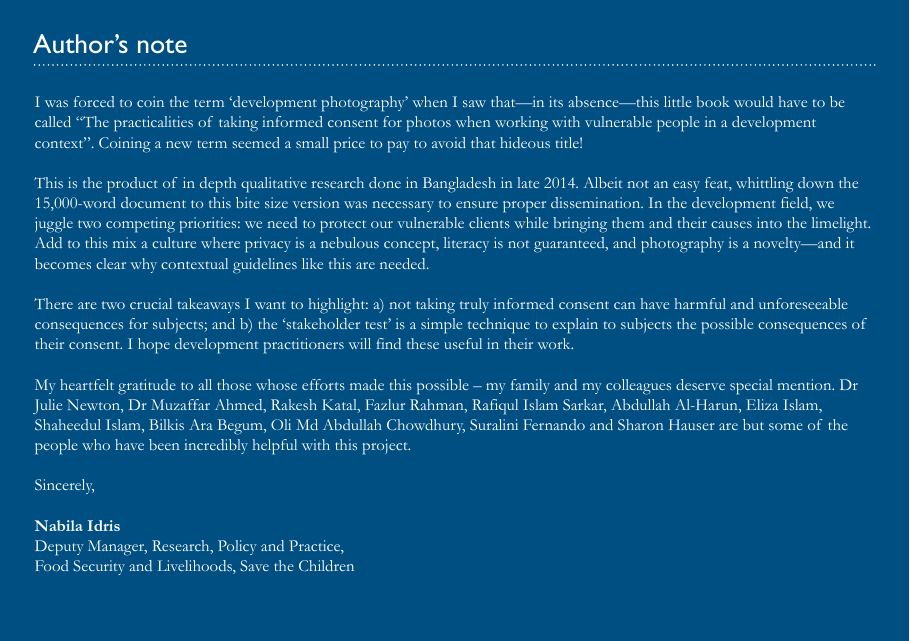 Author’s note
I was forced to coin the term ‘development photography’ when I saw that—in its absence—this little book would have to be
called “The practicalities of taking informed consent for photos when working with vulnerable people in a development
context”. Coining a new term seemed a small price to pay to avoid that hideous title!
This is the product of in depth qualitative research done in Bangladesh in late 2014. Albeit not an easy feat, whittling down the
15,000-word document to this bite size version was necessary to ensure proper dissemination. In the development field, we
juggle two competing priorities: we need to protect our vulnerable clients while bringing them and their causes into the limelight.
Add to this mix a culture where privacy is a nebulous concept, literacy is not guaranteed, and photography is a novelty—and it
becomes clear why contextual guidelines like this are needed.
There are two crucial takeaways I want to highlight: a) not taking truly informed consent can have harmful and unforeseeable
consequences for subjects; and b) the ‘stakeholder test’ is a simple technique to explain to subjects the possible consequences of
their consent. I hope development practitioners will find these useful in their work.
My heartfelt gratitude to all those whose efforts made this possible – my family and my colleagues deserve special mention. Dr
Julie Newton, Dr Muzaffar Ahmed, Rakesh Katal, Fazlur Rahman, Rafiqul Islam Sarkar, Abdullah Al-Harun, Eliza Islam,
Shaheedul Islam, Bilkis Ara Begum, Oli Md Abdullah Chowdhury, Suralini Fernando and Sharon Hauser are but some of the
people who have been incredibly helpful with this project.
Sincerely,
Nabila Idris
Deputy Manager, Research, Policy and Practice,
Food Security and Livelihoods, Save the Children